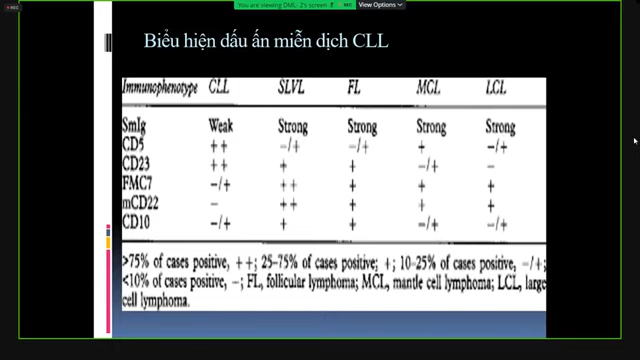 You are viewing DML- Z's screen
REC
View Options
Biểu hiện dấu ấn miễn dịch CLL
Immunophenotype CLL SLVL FL MCL LCL
SmIg Weak Strong Strong Strong Strong
CD5 ++ −/+ −/+ + −/+
CD23 ++ + + −/+ −
FMC7 −/+ ++ + + +
mCD22 − ++ + + +
CD10 −/+ + + −/+ −/+
>75% of cases positive, ++; 25–75% of cases positive; +; 10–25% of cases positive, −/+;
<10% of cases positive, −; FL, follicular lymphoma; MCL, mantle cell lymphoma; LCL, large
cell lymphoma.